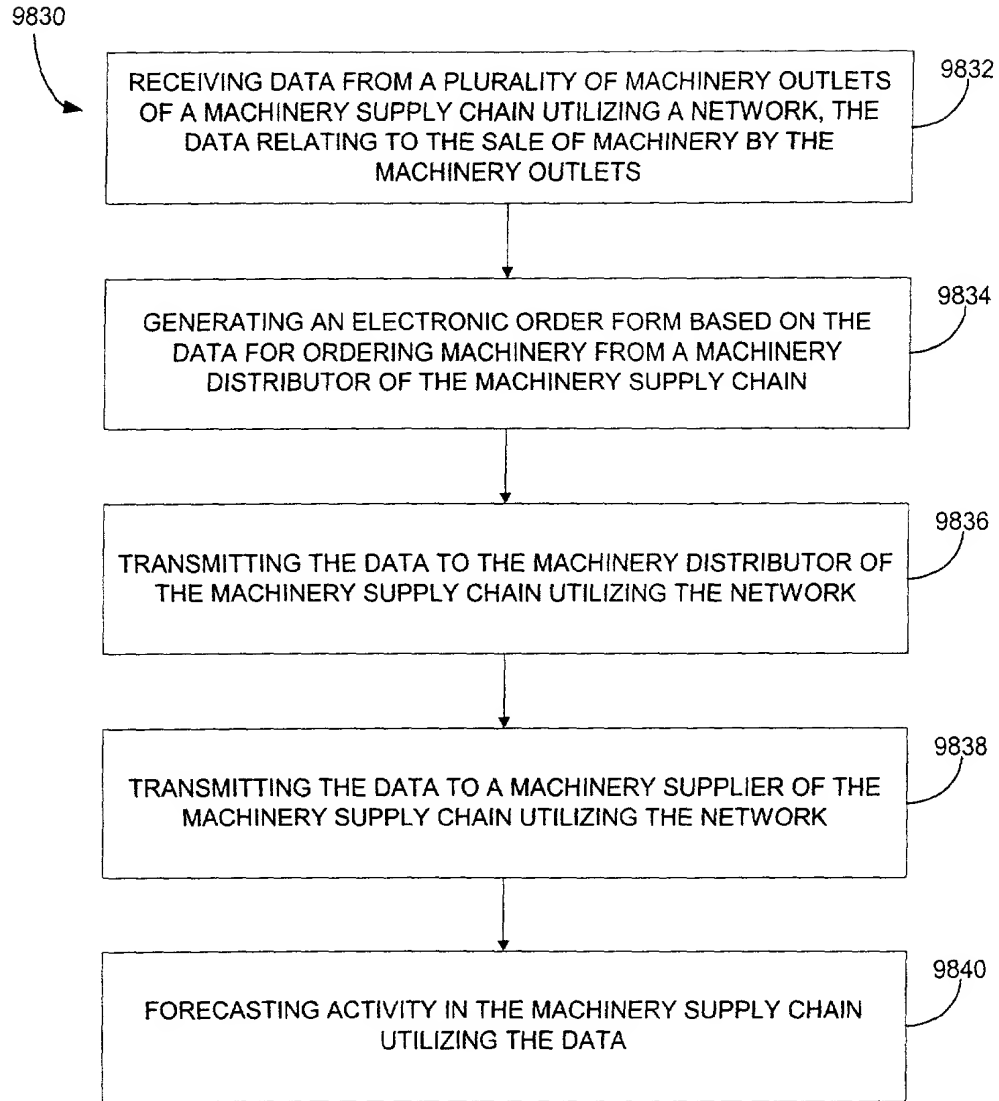 9830
RECEIVING DATA FROM A PLURALITY OF MACHINERY OUTLETS
OF A MACHINERY SUPPLY CHAIN UTILIZING A NETWORK, THE
DATA RELATING TO THE SALE OF MACHINERY BY THE
MACHINERY OUTLETS
9832
GENERATING AN ELECTRONIC ORDER FORM BASED ON THE
DATA FOR ORDERING MACHINERY FROM A MACHINERY
DISTRIBUTOR OF THE MACHINERY SUPPLY CHAIN
9834
TRANSMITTING THE DATA TO THE MACHINERY DISTRIBUTOR OF
THE MACHINERY SUPPLY CHAIN UTILIZING THE NETWORK
9836
TRANSMITTING THE DATA TO A MACHINERY SUPPLIER OF THE
MACHINERY SUPPLY CHAIN UTILIZING THE NETWORK
9838
FORECASTING ACTIVITY IN THE MACHINERY SUPPLY CHAIN
UTILIZING THE DATA
9840